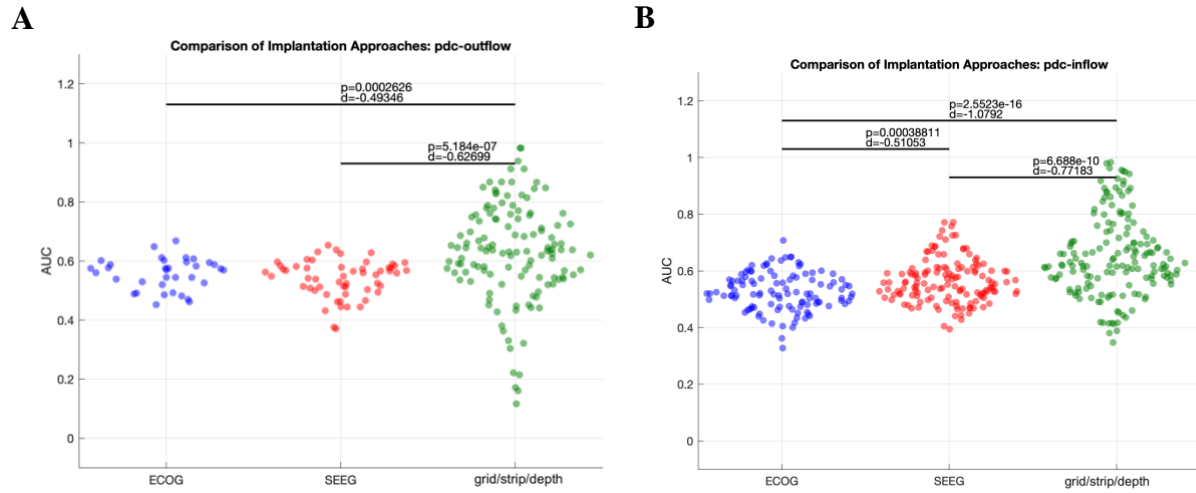 A
Comparison of Implantation Approaches: pdc-outflow
1.2
1
0.8
0.6
0.4
0.2
0
AUC
p=0.0002626
d=-0.49346
p=5.184e-07
d=-0.62699
ECOG
SEEG
grid/strip/depth
B
Comparison of Implantation Approaches: pdc-inflow
1.2
1
0.8
0.6
0.4
0.2
0
AUC
p=2.5523e-16
d=-1.0792
p=0.00038811
d=-0.51053
p=6.688e-10
d=-0.77183
ECOG
SEEG
grid/strip/depth